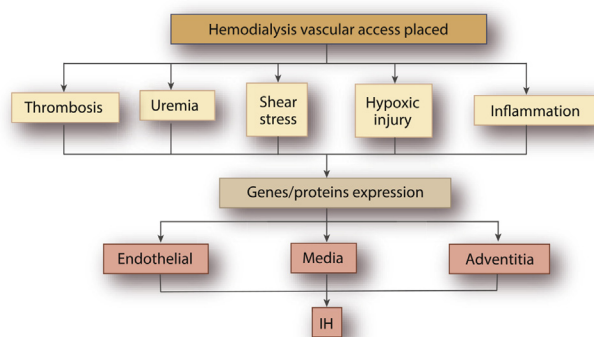 Hemodialysis vascular access placed
Thrombosis
Uremia
Shear
stress
Hypoxic
injury
Inflammation
Genes/proteins expression
Endothelial
Media
Adventitia
IH